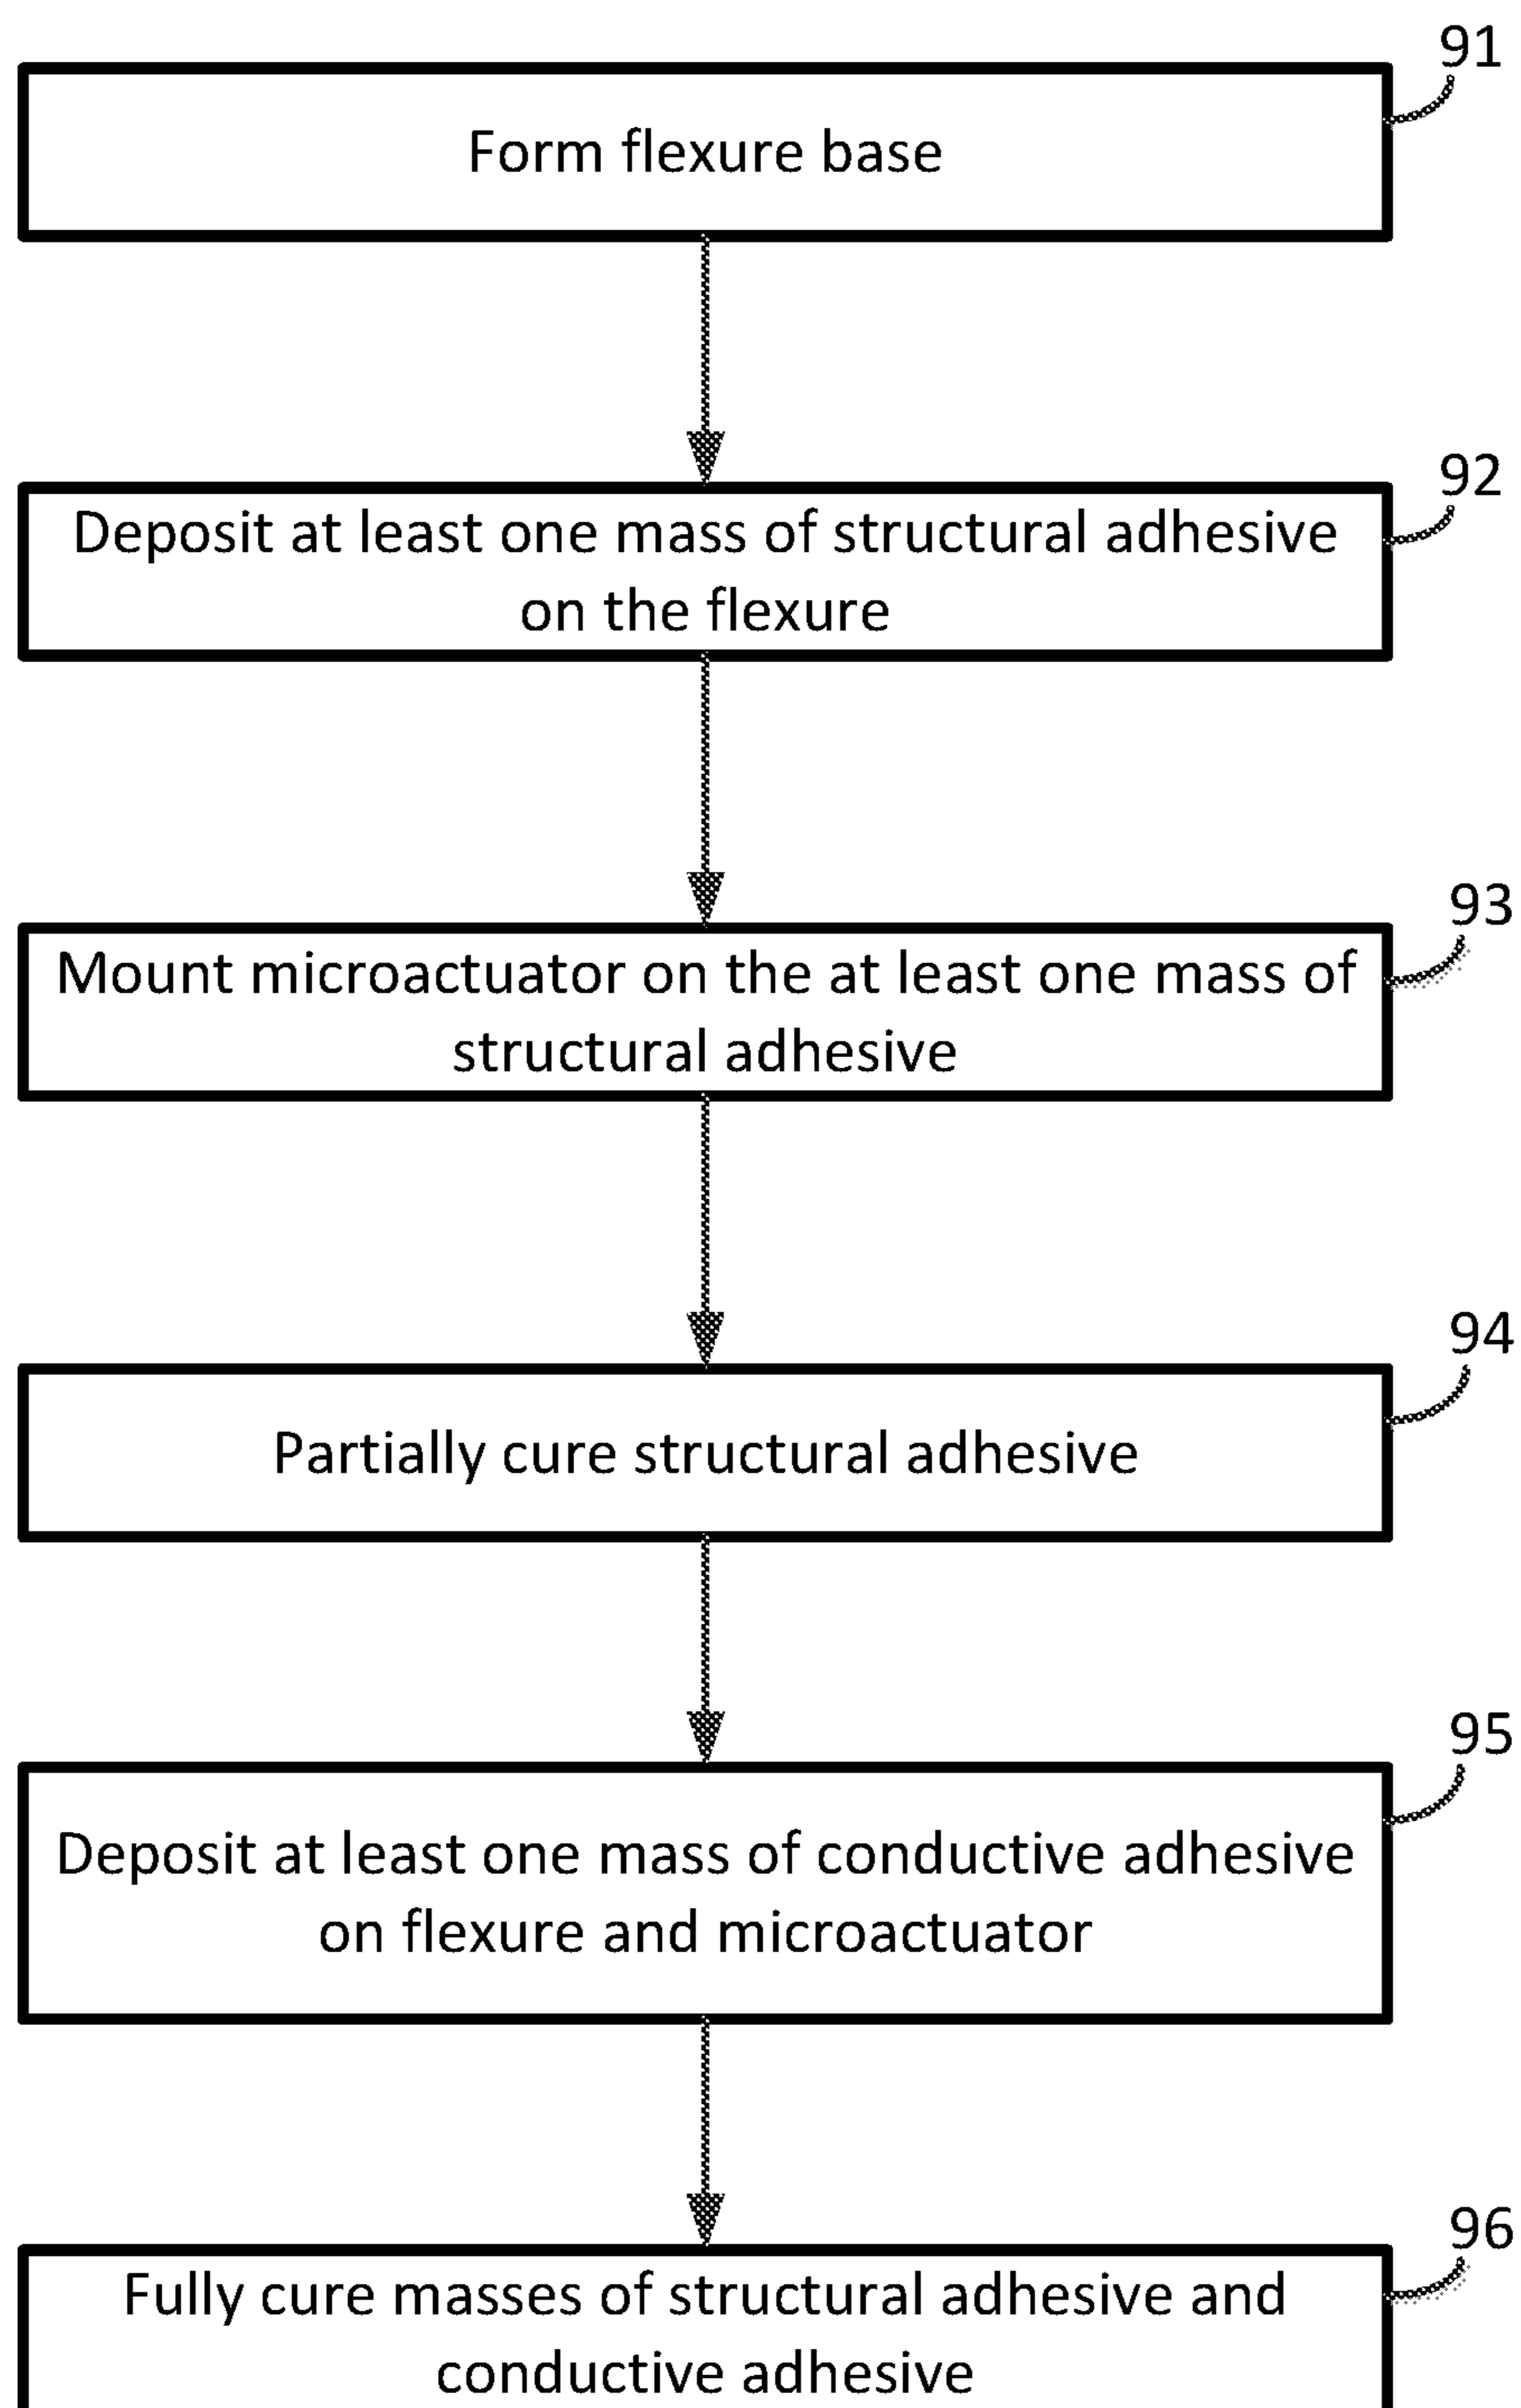 91
Form flexure base
92
Deposit at least one mass of structural adhesive
on the flexure
93
Mount microactuator on the at least one mass of
structural adhesive
94
Partially cure structural adhesive
95
Deposit at least one mass of conductive adhesive
on flexure and microactuator
96
Fully cure masses of structural adhesive and
conductive adhesive